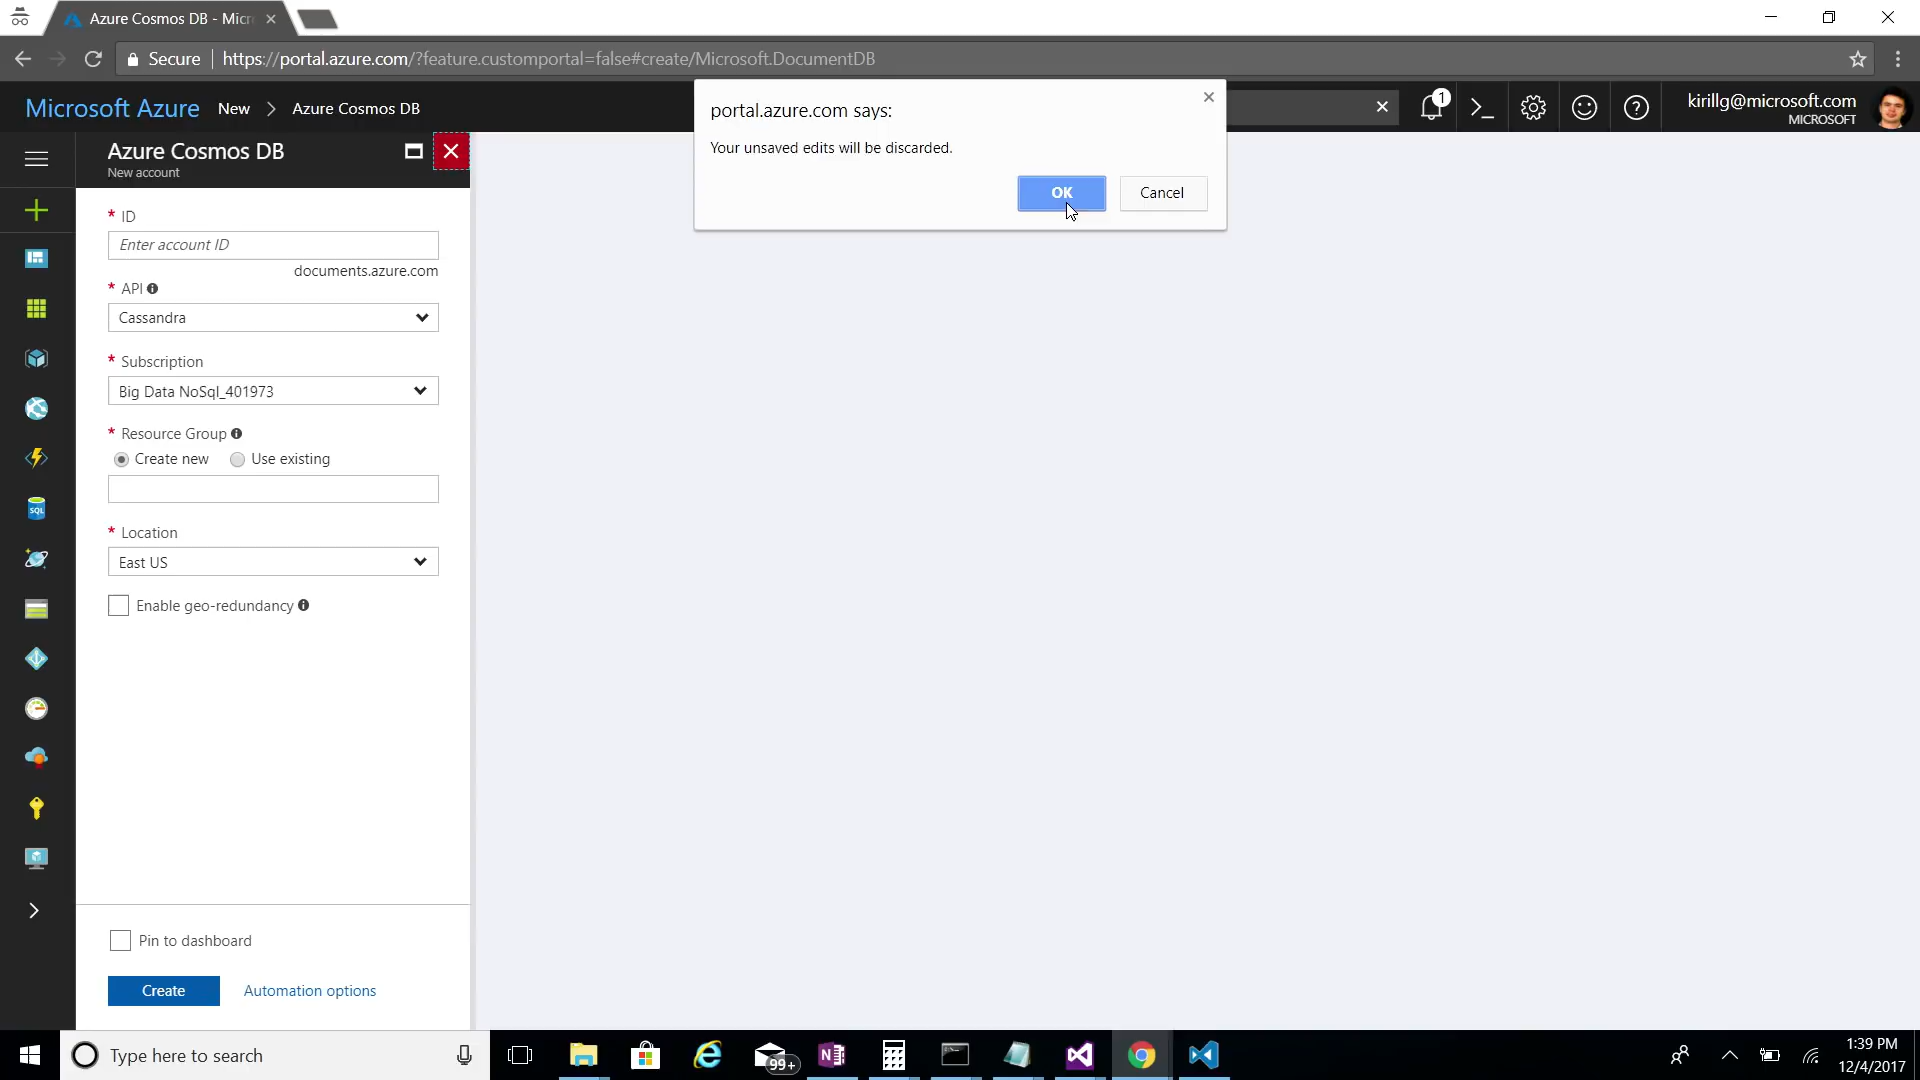 Azure Cosmos DB - Micr
Secure
https://portal.azure.com/?feature.customportal=false#create/Microsoft.DocumentDB
Microsoft Azure New Azure Cosmos DB
1
kirillg@microsoft.com
MICROSOFT
portal.azure.com says:
Your unsaved edits will be discarded.
OK Cancel
Azure Cosmos DB
New account
* ID
Enter account ID
documents.azure.com
* API
Cassandra
* Subscription
Big Data NoSql_401973
* Resource Group
Create new Use existing
* Location
East US
Enable geo-redundancy
SQL
Pin to dashboard
Create Automation options
Type here to search
99+
N
1:39 PM
12/4/2017